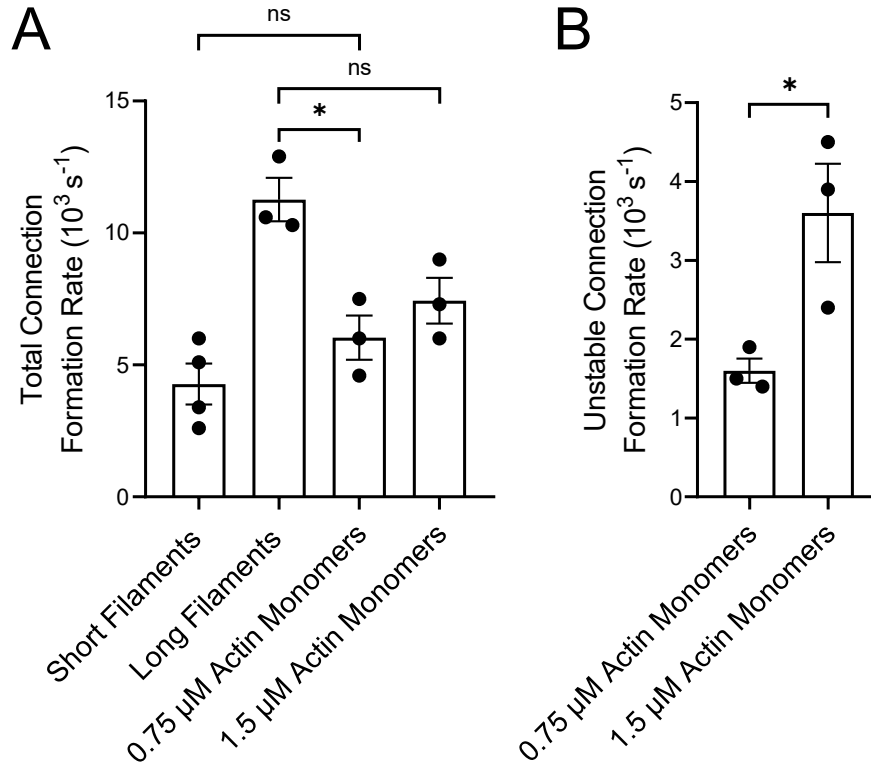 A
ns
ns
*
15
10
5
0
Total Connection
Formation Rate (10³ s⁻¹)
Short Filaments
Long Filaments
0.75 µM Actin Monomers
1.5 µM Actin Monomers
B
*
5
4
3
2
1
0
Unstable Connection
Formation Rate (10³ s⁻¹)
0.75 µM Actin Monomers
1.5 µM Actin Monomers